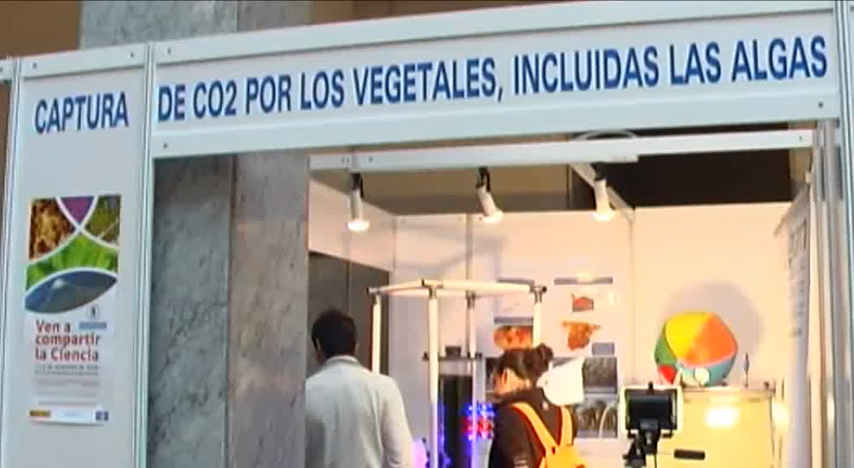 CAPTURA DE CO2 POR LOS VEGETALES, INCLUIDAS LAS ALGAS
Ven a
compartir
la Ciencia